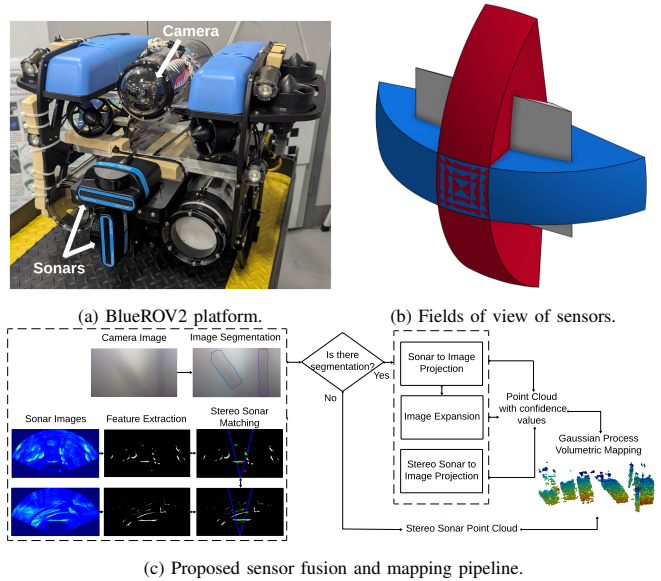 Camera
Sonars
(a) BlueROV2 platform.
(b) Fields of view of sensors.
Camera Image
Image Segmentation
Sonar Images
Feature Extraction
Stereo Sonar
Matching
Is there
segmentation?
Yes
No
Sonar to Image
Projection
Image Expansion
Stereo Sonar to
Image Projection
Point Cloud
with confidence
values
Gaussian Process
Volumetric Mapping
Stereo Sonar Point Cloud
(c) Proposed sensor fusion and mapping pipeline.